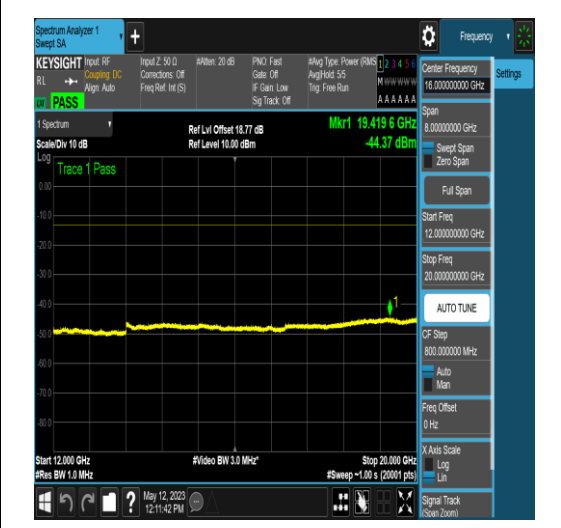 Spectrum Analyzer 1
Swept SA
+
Frequency
KEYSIGHT
RL
Input: RF
Coupling: DC
Align: Auto
Input Z: 50 Ω
Corrections: Off
Freq Ref: Int (S)
#Atten: 20 dB
PNO: Fast
Gate: Off
IF Gain: Low
Sig Track: Off
#Avg Type: Power (RMS
Avg|Hold: 5/5
Trig: Free Run
1 2 3 4 5 6
M W W W W W
A A A A A A
PASS
1 Spectrum
Scale/Div 10 dB
Ref Lvl Offset 18.77 dB
Ref Level 10.00 dBm
Mkr1 19.419 6 GHz
-44.37 dBm
Log
Trace 1 Pass
0.00
-10.0
-20.0
-30.0
-40.0
-50.0
-60.0
-70.0
-80.0
1
Start 12.000 GHz
#Res BW 1.0 MHz
#Video BW 3.0 MHz*
Stop 20.000 GHz
#Sweep ~1.00 s (20001 pts)
?
May 12, 2023
12:11:42 PM
Settings
Center Frequency
16.000000000 GHz
Span
8.00000000 GHz
Swept Span
Zero Span
Full Span
Start Freq
12.000000000 GHz
Stop Freq
20.000000000 GHz
AUTO TUNE
CF Step
800.000000 MHz
Auto
Man
Freq Offset
0 Hz
X Axis Scale
Log
Lin
Signal Track
(Span Zoom)